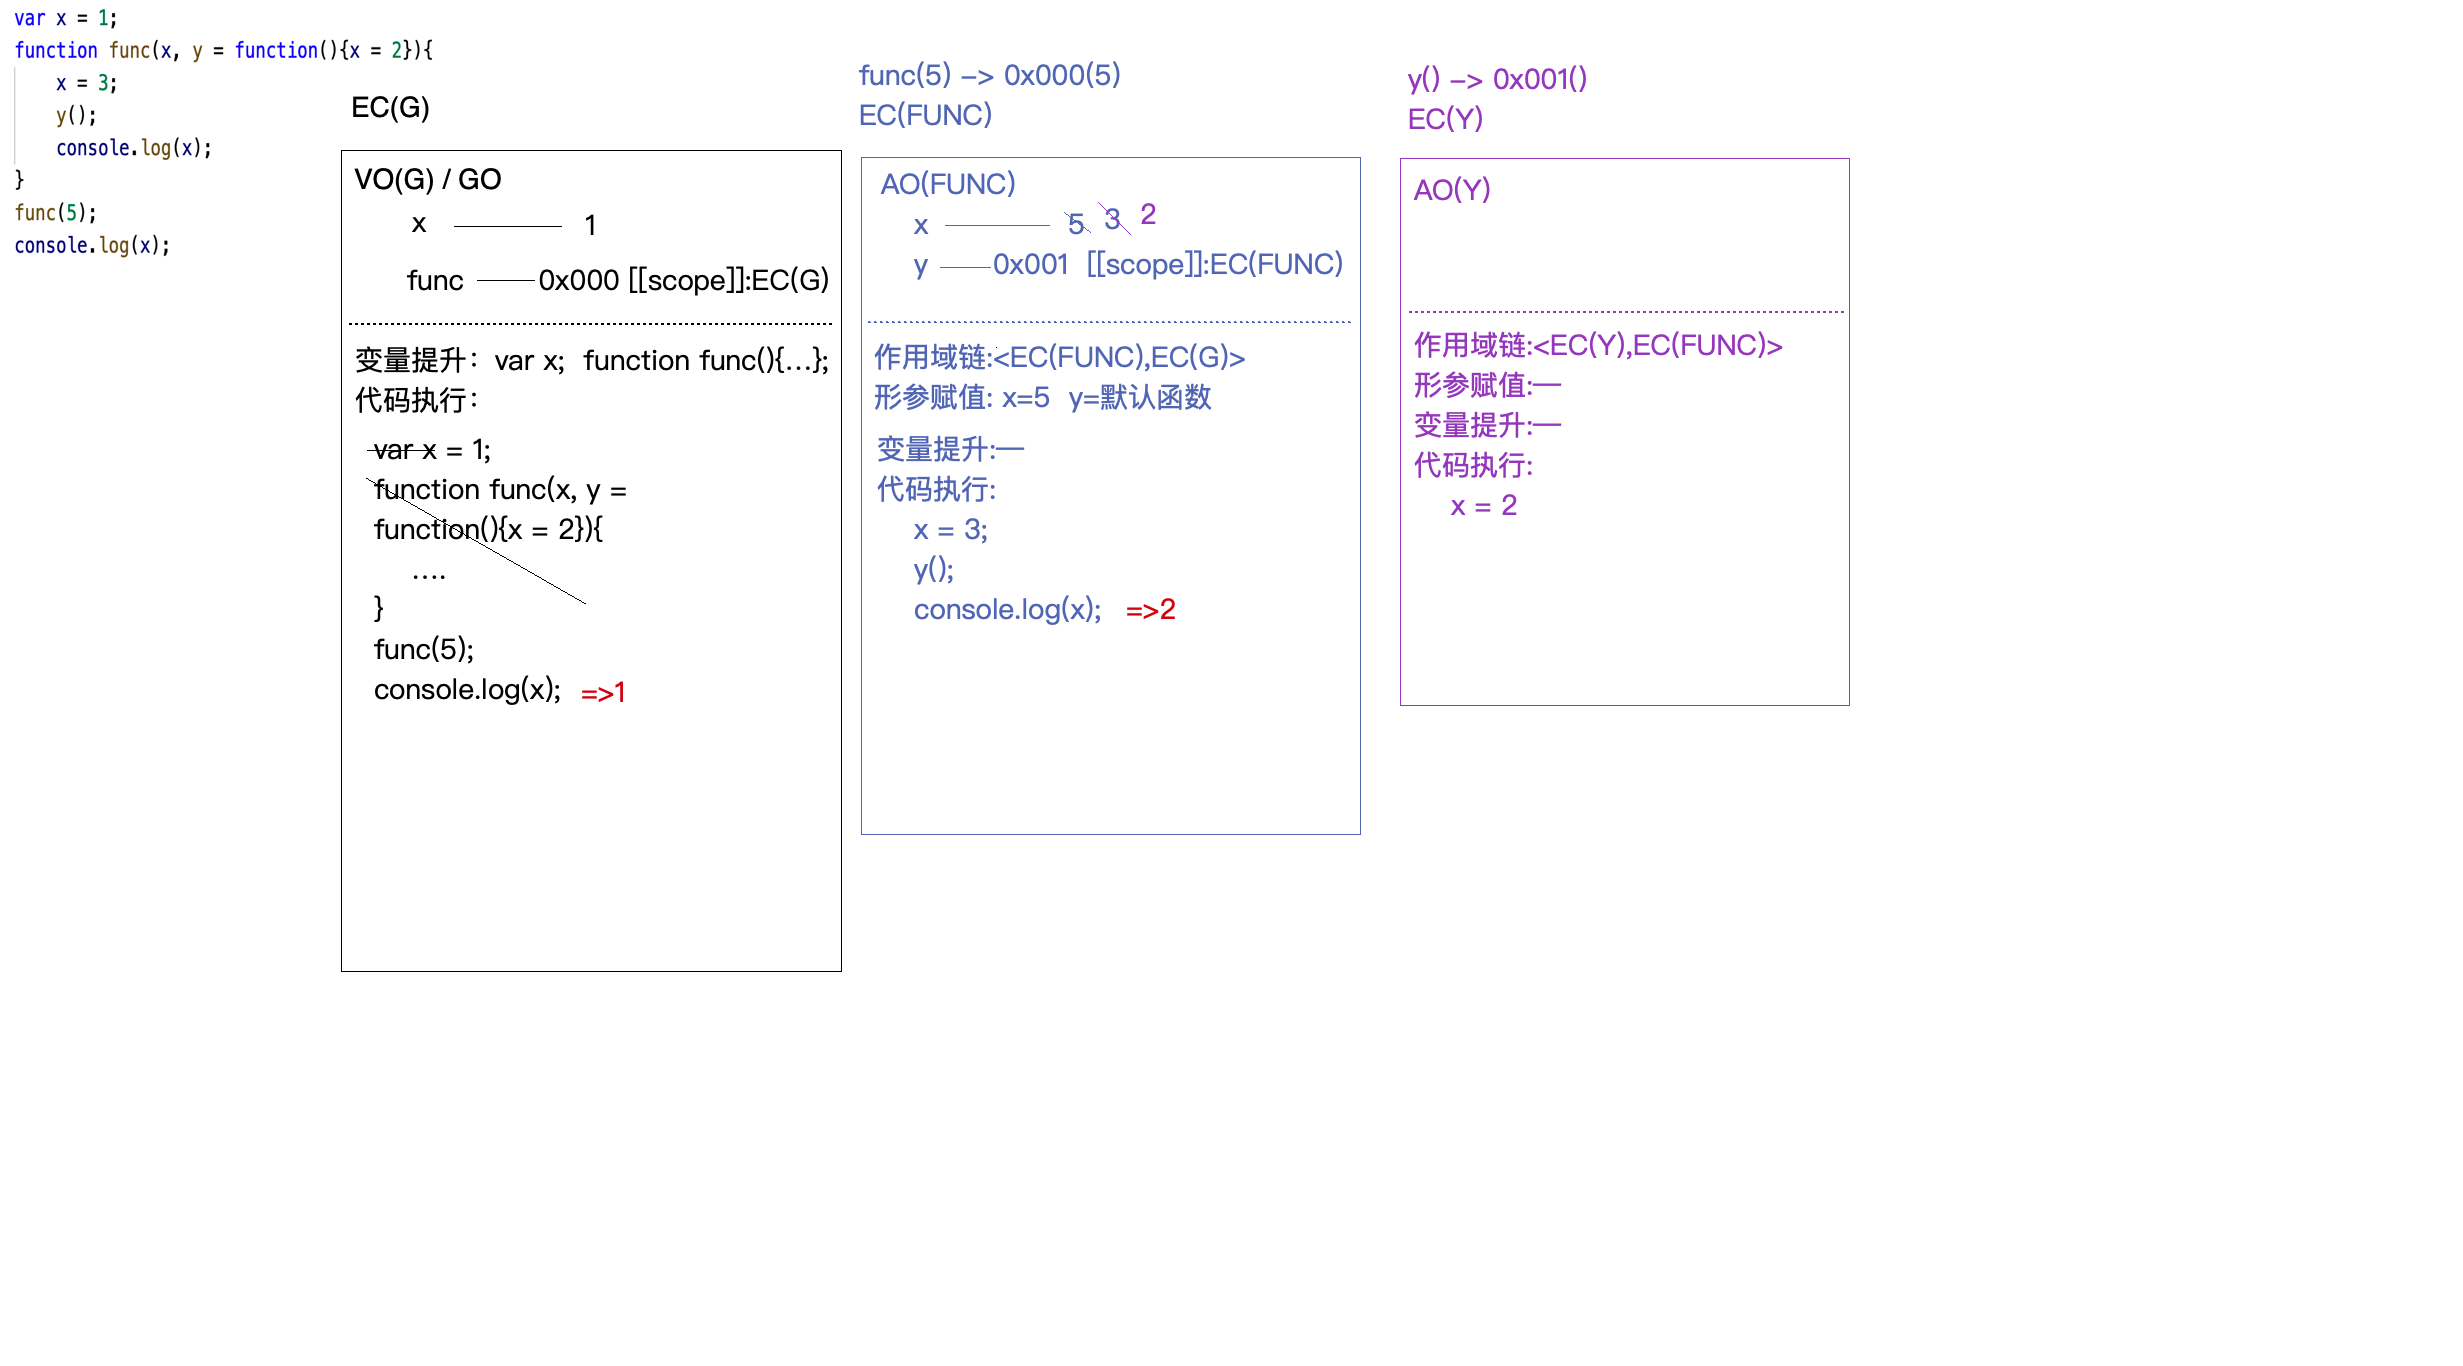 var x = 1;
function func(x, y = function(){x = 2}){
x = 3;
y();
console.log(x);
}
func(5);
console.log(x);
EC(G)
VO(G) / GO
x 1
func 0x000 [[scope]]:EC(G)
变量提升：var x;  function func(){...};
代码执行：
var x = 1;
function func(x, y =
function(){x = 2}){
....
}
func(5);
console.log(x); =>1
func(5) –> 0x000(5)
EC(FUNC)
AO(FUNC)
x 5 3 2
y 0x001 [[scope]]:EC(FUNC)
作用域链:<EC(FUNC),EC(G)>
形参赋值: x=5 y=默认函数
变量提升:—
代码执行:
x = 3;
y();
console.log(x); =>2
y() –> 0x001()
EC(Y)
AO(Y)
作用域链:<EC(Y),EC(FUNC)>
形参赋值:—
变量提升:—
代码执行:
x = 2